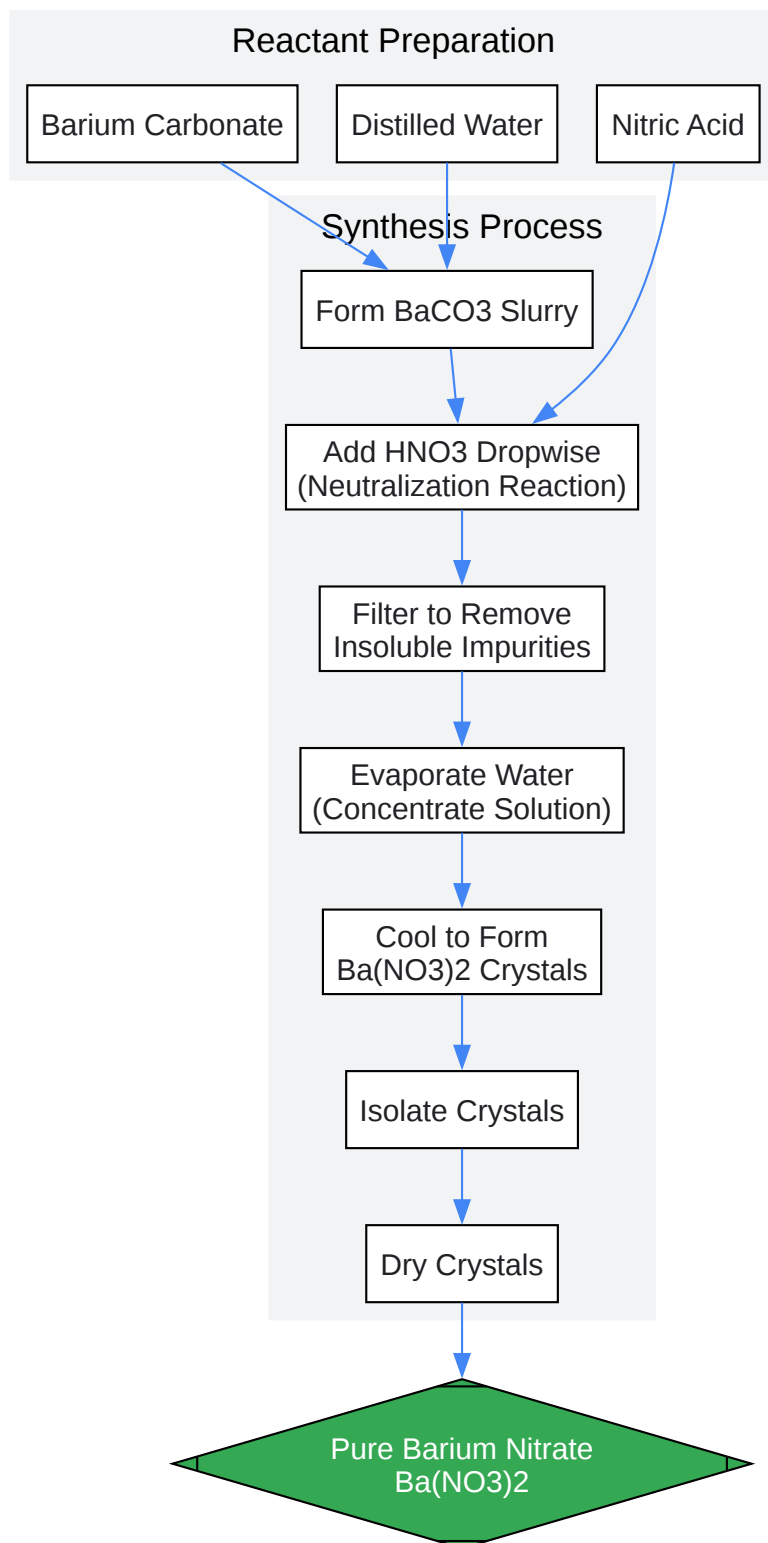 Reactant Preparation
Barium Carbonate
Distilled Water
Nitric Acid
Synthesis Process
Form BaCO3 Slurry
Add HNO3 Dropwise
(Neutralization Reaction)
Filter to Remove
Insoluble Impurities
Evaporate Water
(Concentrate Solution)
Cool to Form
Ba(NO3)2 Crystals
Isolate Crystals
Dry Crystals
Pure Barium Nitrate
Ba(NO3)2